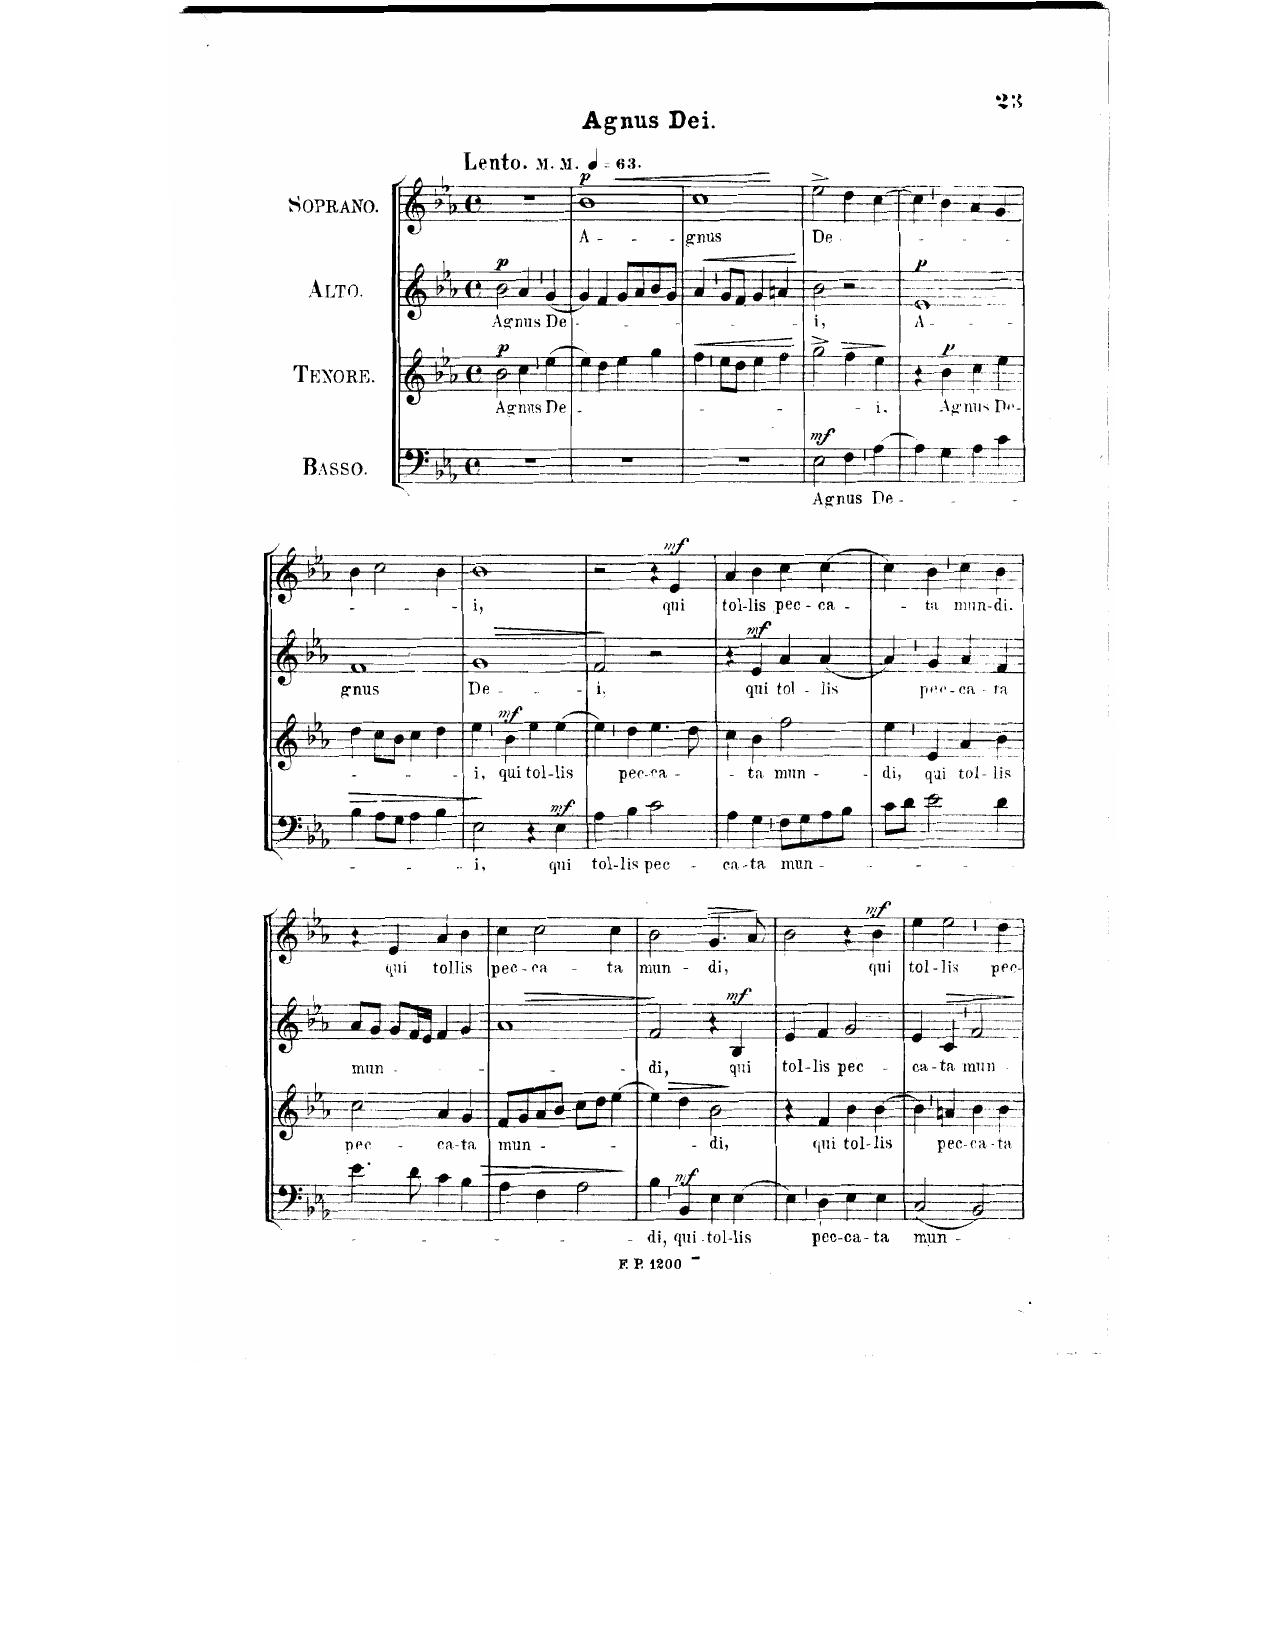 23
Agnus Dei.
Lento. M. M. ♩ = 63.
p
SOPRANO.
A - - - gnus De - - - -
p p
ALTO.
Agnus De - - - - - i, A - -
p p
TENORE.
Agnus De - - - - - i. Agnus De-
mf
BASSO.
Agnus De - - -
mf
- - - i, qui tol-lis pec - ca - - ta mun-di.
mf
gnus De - - - i, qui tol - lis pec - ca - ta
mf
- - - i, qui tol-lis pec-ca - - ta mun - - di, qui tol - lis
mf
- - - i, qui tol-lis pec - ca-ta mun - - - -
mf
qui tollis pec-ca - ta mun - di, qui tol-lis pec-
mf
mun - - - - di, qui tol-lis pec - ca-ta mun -
pec - ca-ta mun - - - - di, qui tol-lis pec-ca-ta
mf
- - - - - di, qui tol-lis pec-ca-ta mun -
F. P. 1200